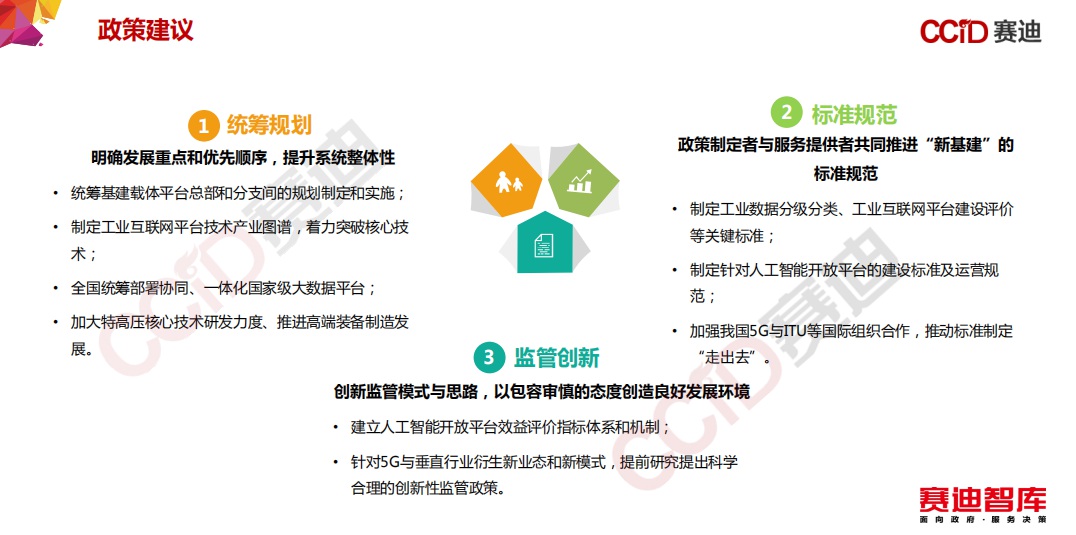 政策建议
CCID 赛迪
1 统筹规划
明确发展重点和优先顺序，提升系统整体性
• 统筹基建载体平台总部和分支间的规划制定和实施；
• 制定工业互联网平台技术产业图谱，着力突破核心技
术；
• 全国统筹部署协同、一体化国家级大数据平台；
• 加大特高压核心技术研发力度、推进高端装备制造发
展。
2 标准规范
政策制定者与服务提供者共同推进“新基建”的
标准规范
• 制定工业数据分级分类、工业互联网平台建设评价
等关键标准；
• 制定针对人工智能开放平台的建设标准及运营规
范；
• 加强我国5G与ITU等国际组织合作，推动标准制定
“走出去”。
3 监管创新
创新监管模式与思路，以包容审慎的态度创造良好发展环境
• 建立人工智能开放平台效益评价指标体系和机制；
• 针对5G与垂直行业衍生新业态和新模式，提前研究提出科学
合理的创新性监管政策。
CCID赛迪
CCID赛迪
赛迪智库
面向政府·服务决策